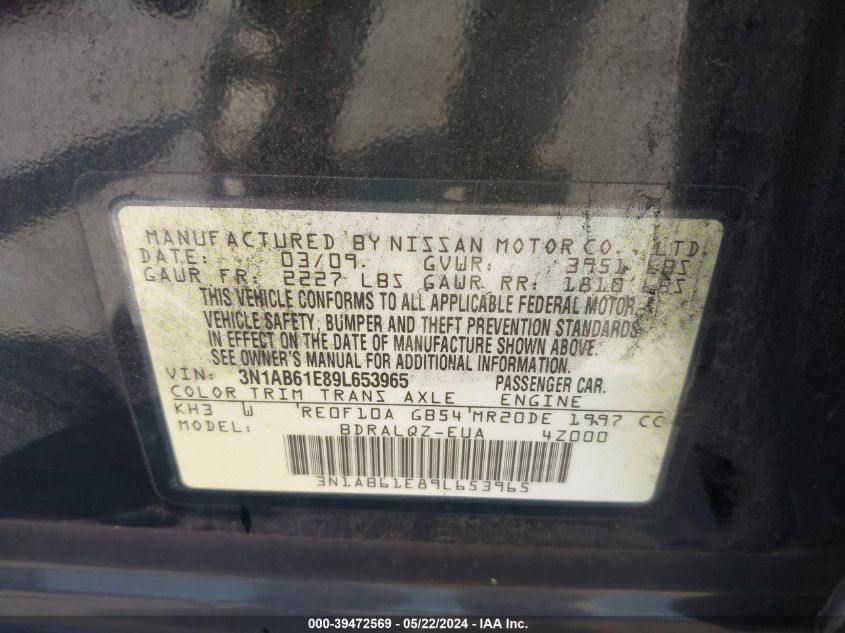 MANUFACTURED BY NISSAN MOTOR CO., LTD.
DATE: 03/09. GVWR: 3951 LBS
GAWR FR: 2227 LBS GAWR RR: 1810 LBS
THIS VEHICLE CONFORMS TO ALL APPLICABLE FEDERAL MOTOR
VEHICLE SAFETY, BUMPER AND THEFT PREVENTION STANDARDS
IN EFFECT ON THE DATE OF MANUFACTURE SHOWN ABOVE.
SEE OWNER'S MANUAL FOR ADDITIONAL INFORMATION.
VIN: 3N1AB61E89L653965 PASSENGER CAR.
COLOR TRIM TRANS AXLE ENGINE
KH3 W 'RE0F10A GB54'MR20DE 1997 CC
MODEL: BDRALQZ-EUA 4Z000
3N1AB61E89L653965
000-39472569 - 05/22/2024 - IAA Inc.